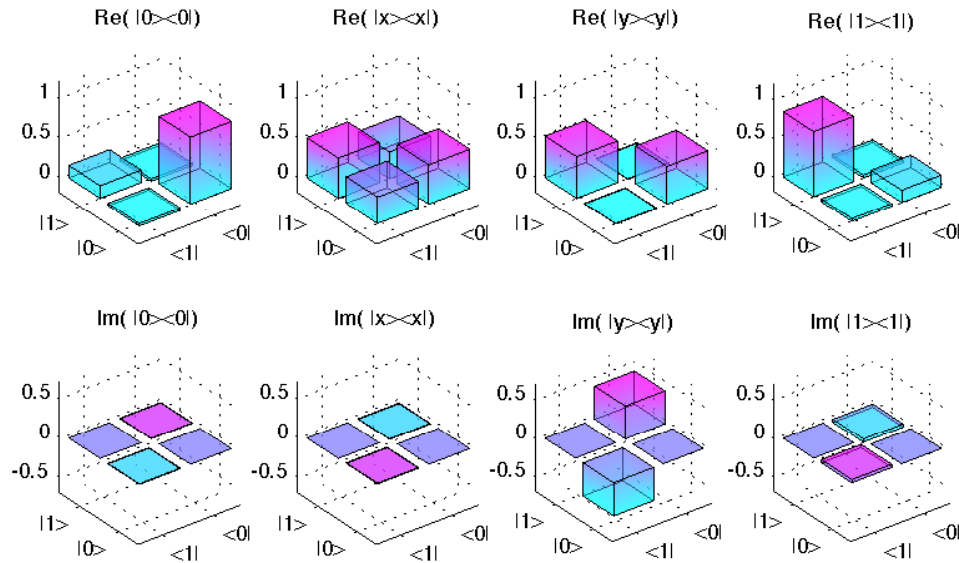 Re( |0><0|) Re( |x><x|) Re( |y><y|) Re( |1><1|)
1 1 1 1
0.5 0.5 0.5 0.5
0 0 0 0
|1> <0| |1> <0| |1> <0| |1> <0|
|0> <1| |0> <1| |0> <1| |0> <1|
Im( |0><0|) Im( |x><x|) Im( |y><y|) Im( |1><1|)
0.5 0.5 0.5 0.5
0 0 0 0
-0.5 -0.5 -0.5 -0.5
|1> <0| |1> <0| |1> <0| |1> <0|
|0> <1| |0> <1| |0> <1| |0> <1|